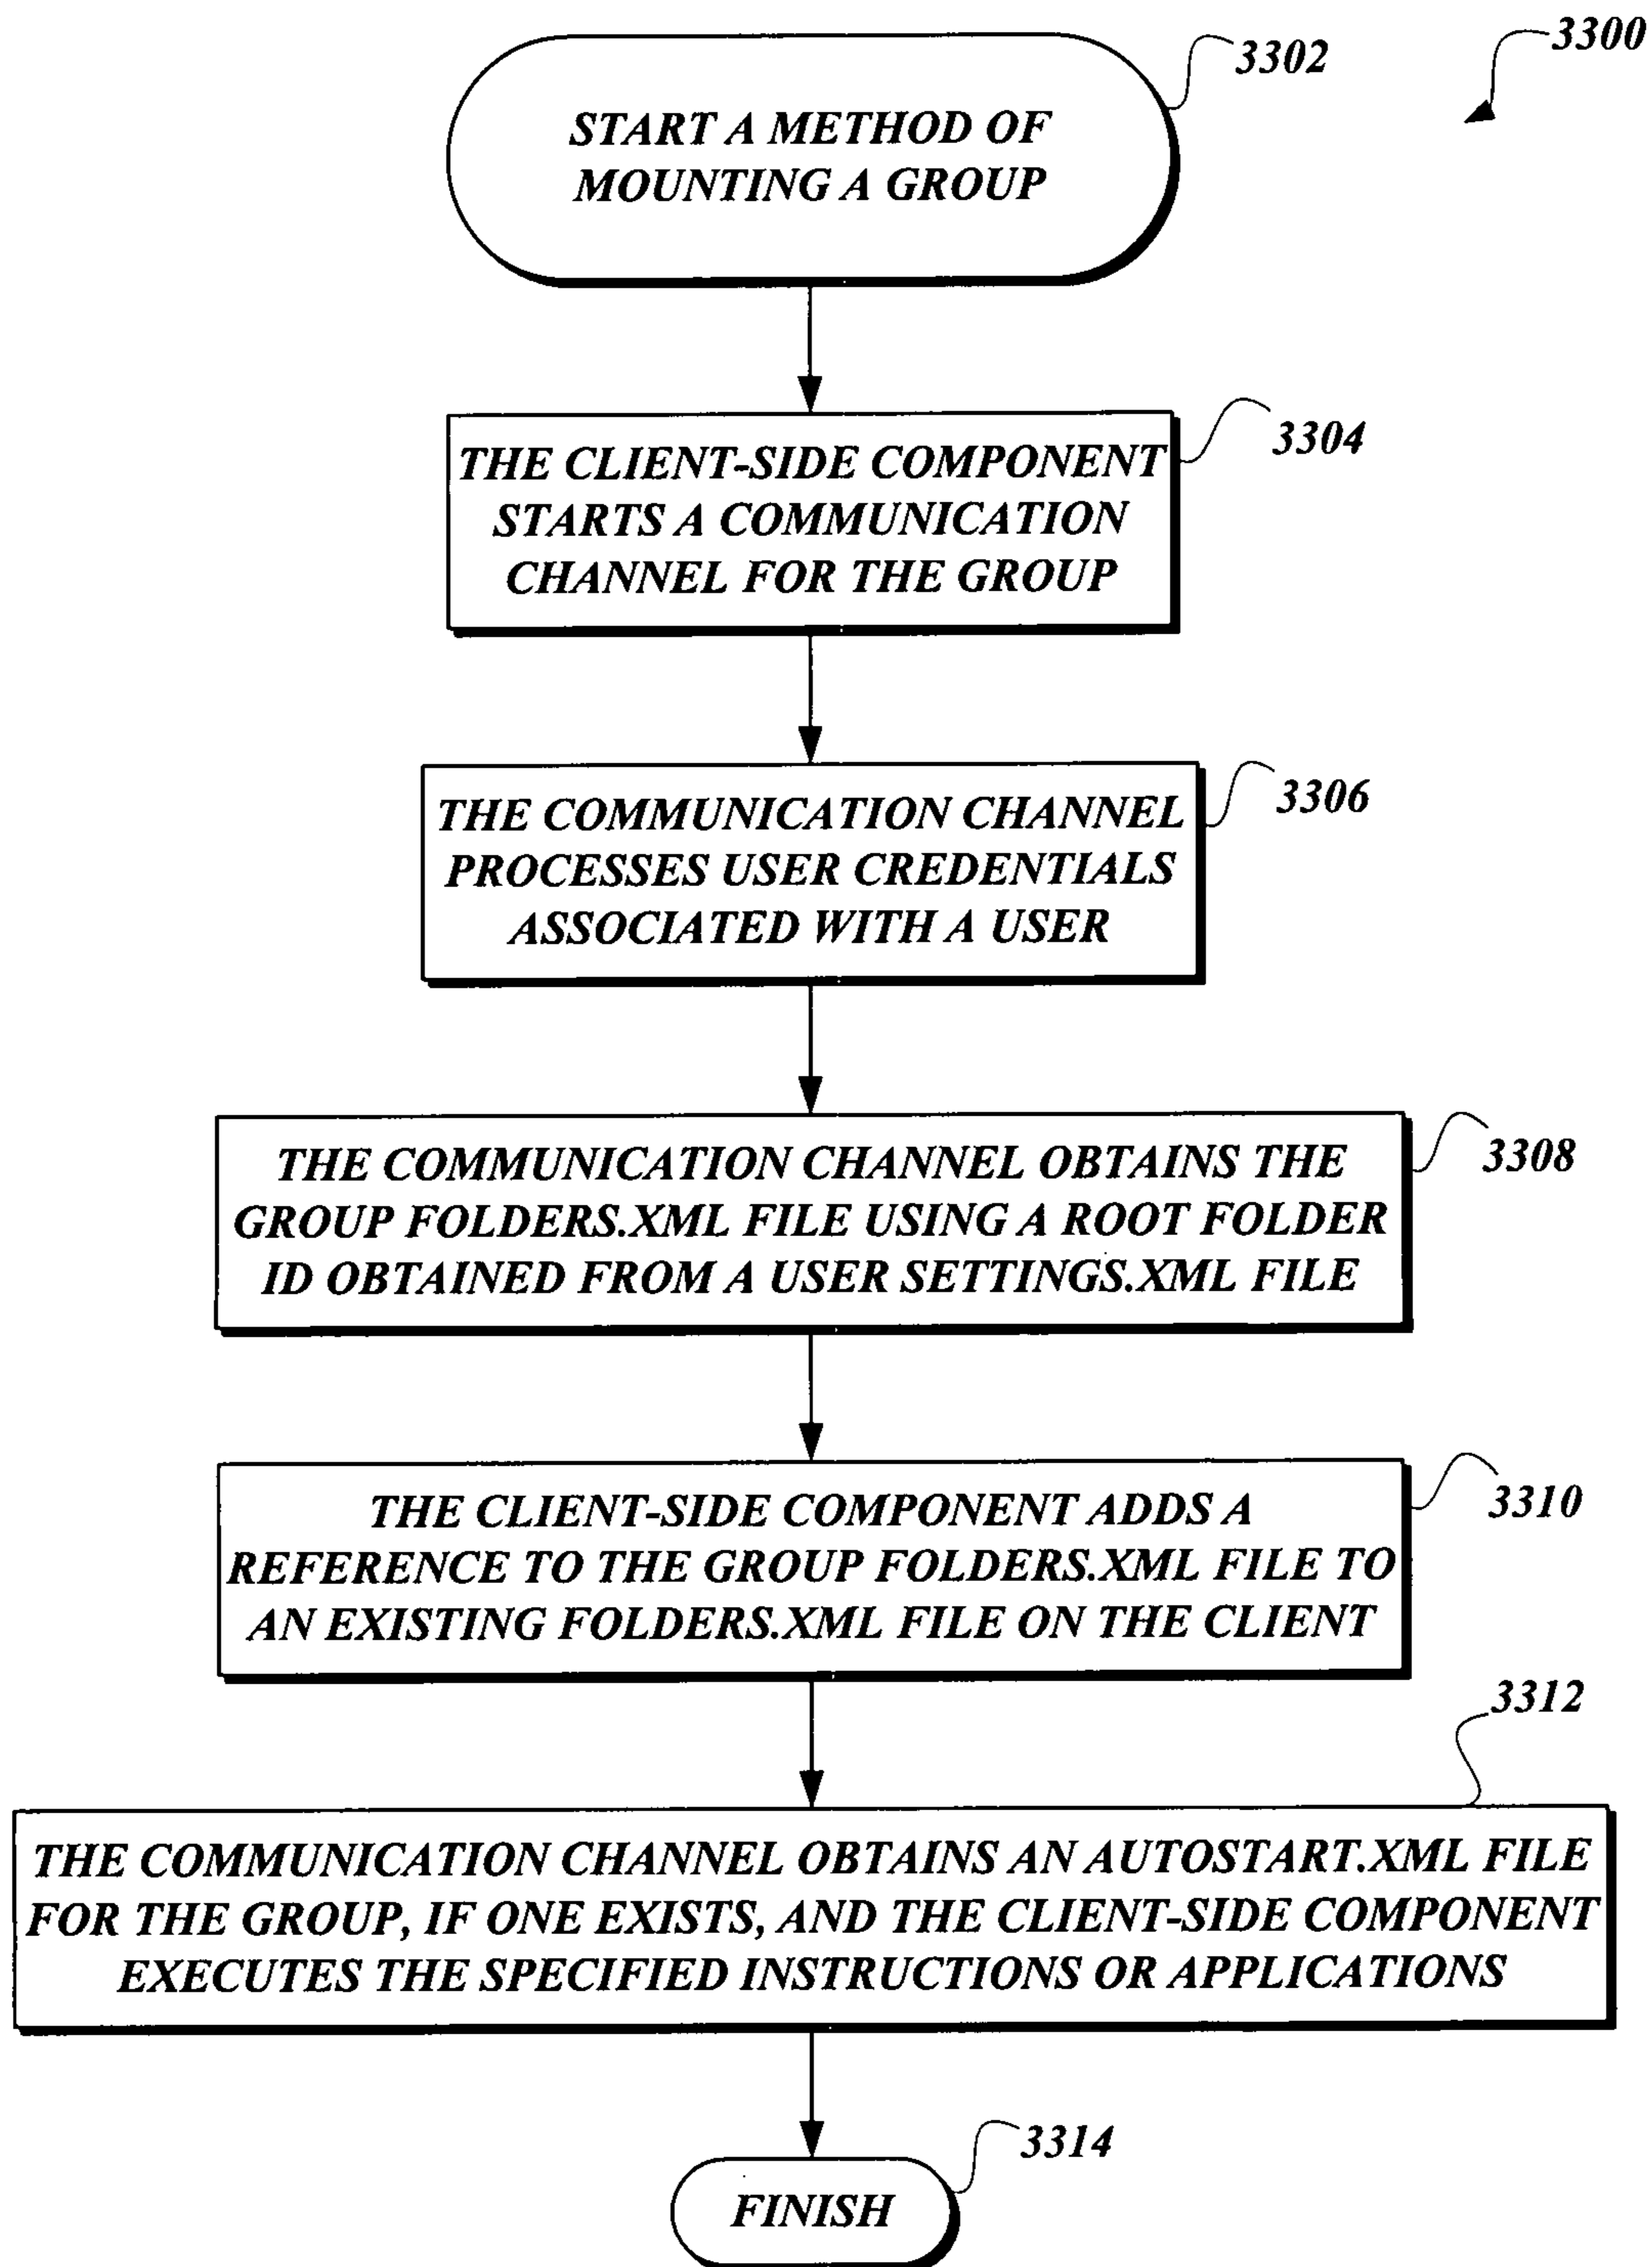 3300
3302
START A METHOD OF
MOUNTING A GROUP
3304
THE CLIENT-SIDE COMPONENT
STARTS A COMMUNICATION
CHANNEL FOR THE GROUP
3306
THE COMMUNICATION CHANNEL
PROCESSES USER CREDENTIALS
ASSOCIATED WITH A USER
3308
THE COMMUNICATION CHANNEL OBTAINS THE
GROUP FOLDERS.XML FILE USING A ROOT FOLDER
ID OBTAINED FROM A USER SETTINGS.XML FILE
3310
THE CLIENT-SIDE COMPONENT ADDS A
REFERENCE TO THE GROUP FOLDERS.XML FILE TO
AN EXISTING FOLDERS.XML FILE ON THE CLIENT
3312
THE COMMUNICATION CHANNEL OBTAINS AN AUTOSTART.XML FILE
FOR THE GROUP, IF ONE EXISTS, AND THE CLIENT-SIDE COMPONENT
EXECUTES THE SPECIFIED INSTRUCTIONS OR APPLICATIONS
3314
FINISH